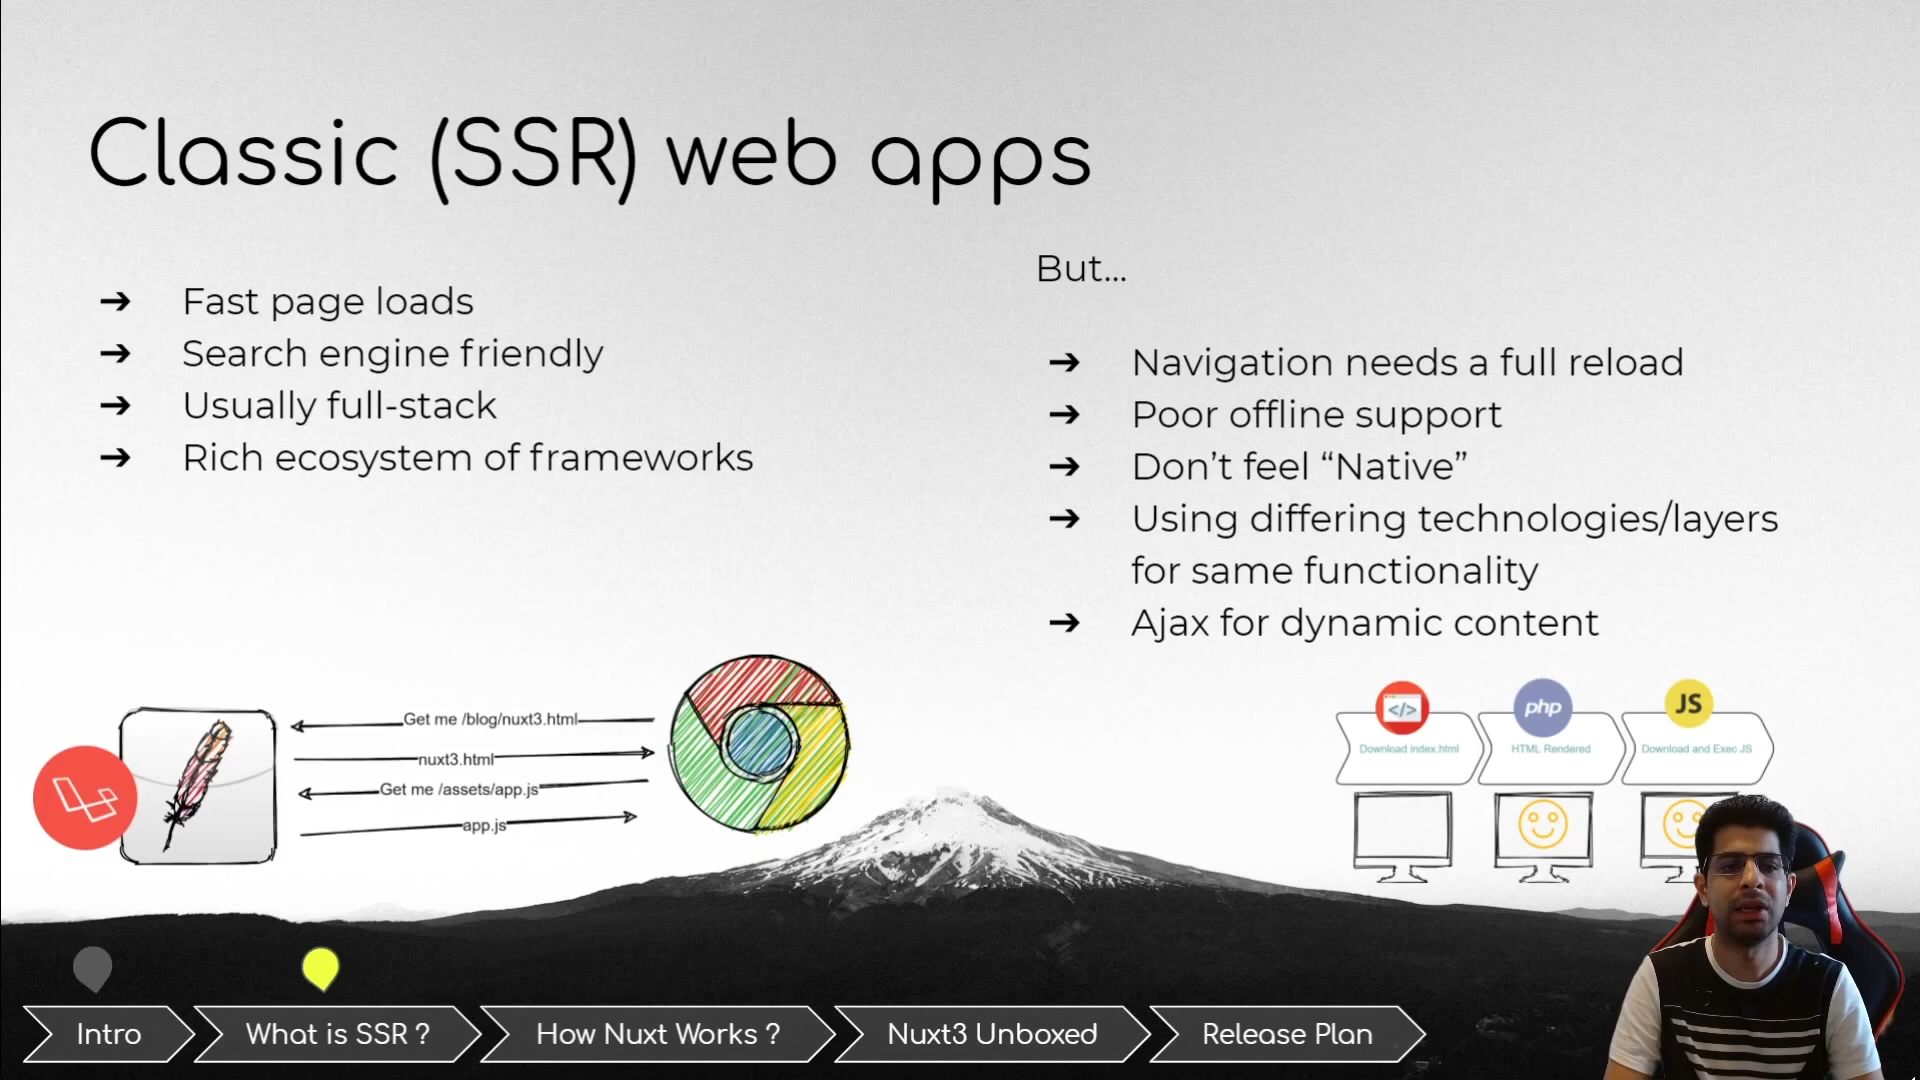 Classic (SSR) web apps
➔ Fast page loads
➔ Search engine friendly
➔ Usually full-stack
➔ Rich ecosystem of frameworks
But...
➔ Navigation needs a full reload
➔ Poor offline support
➔ Don’t feel “Native”
➔ Using differing technologies/layers
for same functionality
➔ Ajax for dynamic content
Get me /blog/nuxt3.html
nuxt3.html
Get me /assets/app.js
app.js
</>
php
JS
Download index.html
HTML Rendered
Download and Exec JS
Intro
What is SSR ?
How Nuxt Works ?
Nuxt3 Unboxed
Release Plan